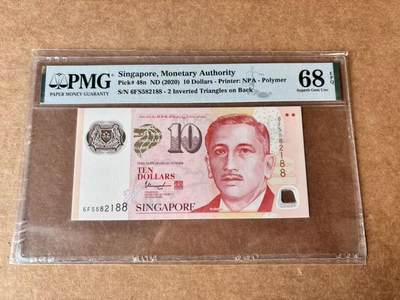 PMG
PAPER MONEY GUARANTY
Singapore, Monetary Authority
Pick# 48n ND (2020) 10 Dollars - Printer: NPA - Polymer
S/N 6FS582188 - 2 Inverted Triangles on Back
68 EPQ
Superb Gem Unc
10
TEN
DOLLARS
SINGAPORE
6FS582188
6FS582188